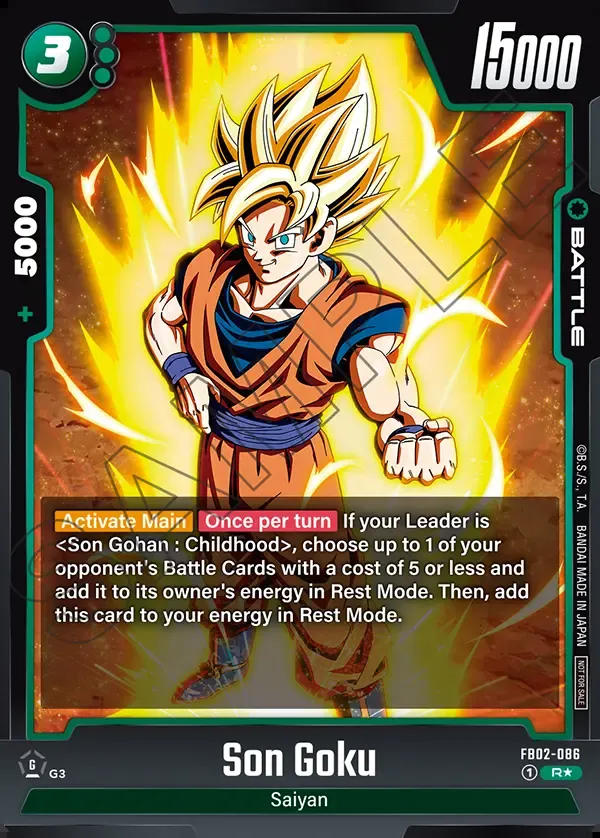 3
15000
+ 5000
BATTLE
SAMPLE
Activate Main Once per turn If your Leader is
<Son Gohan : Childhood>, choose up to 1 of your
opponent's Battle Cards with a cost of 5 or less and
add it to its owner's energy in Rest Mode. Then, add
this card to your energy in Rest Mode.
©B.S./S., T.A. BANDAI MADE IN JAPAN
NOT FOR SALE
G
G3
Son Goku
FB02-086
1 R★
Saiyan